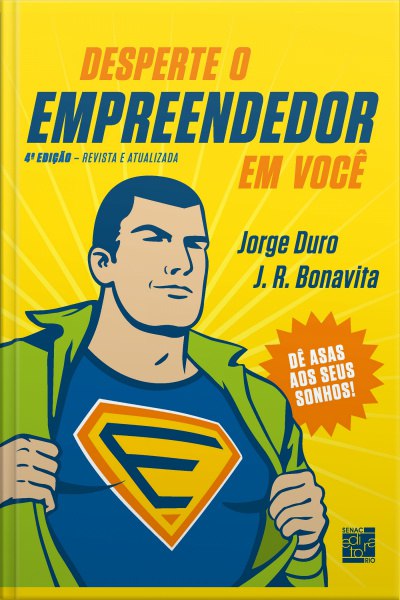 DESPERTE O
EMPREENDEDOR
4ª EDIÇÃO – REVISTA E ATUALIZADA
EM VOCÊ
Jorge Duro
J. R. Bonavita
DÊ ASAS
AOS SEUS
SONHOS!
E
SENAC
editora
RIO